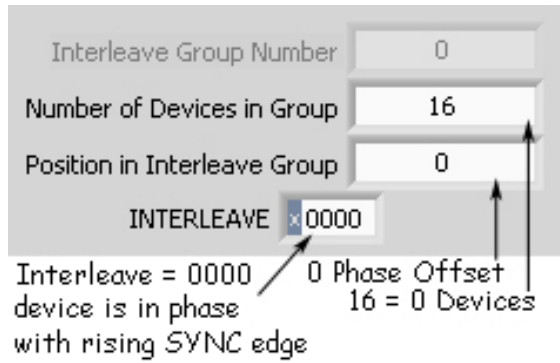 Interleave Group Number 0
Number of Devices in Group 16
Position in Interleave Group 0
INTERLEAVE x 0000
Interleave = 0000 0 Phase Offset
device is in phase 16 = 0 Devices
with rising SYNC edge